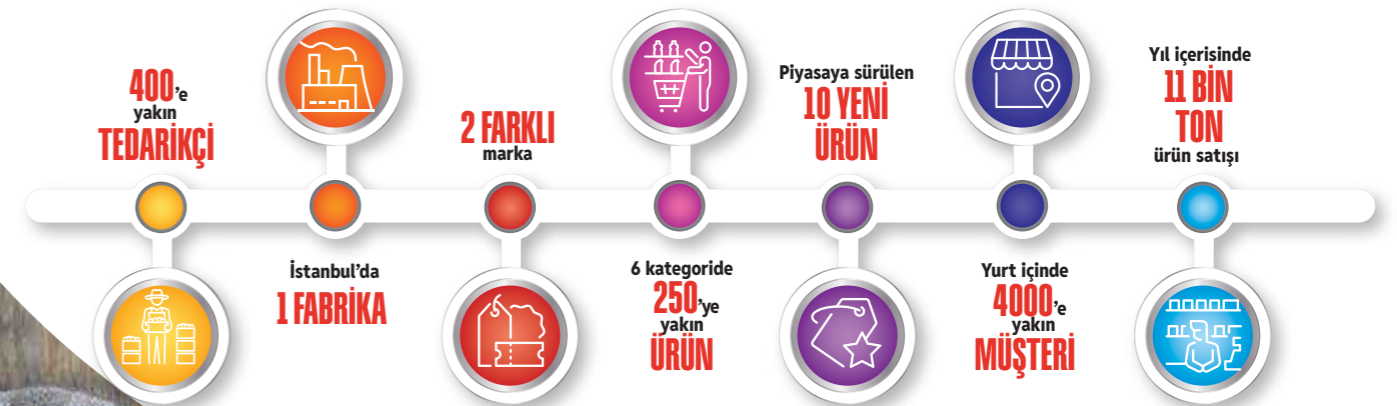 400'e
yakın
TEDARİKÇİ
İstanbul'da
1 FABRİKA
2 FARKLI
marka
6 kategoride
250'ye
yakın
ÜRÜN
Piyasaya sürülen
10 YENİ
ÜRÜN
Yurt içinde
4000'e
yakın
MÜŞTERİ
Yıl içerisinde
11 BİN
TON
ürün satışı